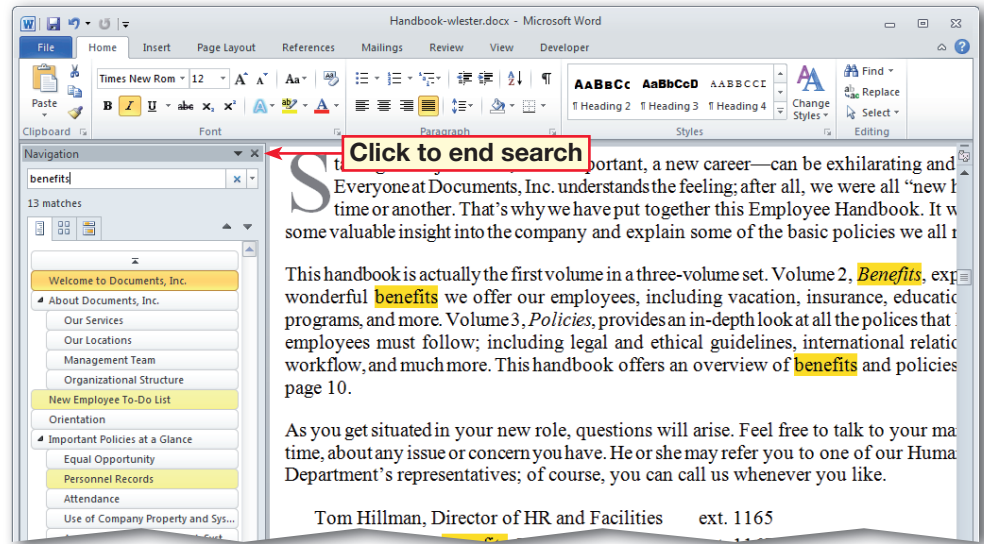 Handbook-wlester.docx - Microsoft Word
File Home Insert Page Layout References Mailings Review View Developer
Times New Rom 12 A A Aa
Paste B I U abc x₂ x² A ab A
AaBbCc AaBbCcD AABBCCI
¶ Heading 2 ¶ Heading 3 ¶ Heading 4
Change Styles
Find
Replace
Select
Clipboard Font Paragraph Styles Editing
Navigation
Click to end search
benefits
13 matches
Welcome to Documents, Inc.
About Documents, Inc.
Our Services
Our Locations
Management Team
Organizational Structure
New Employee To-Do List
Orientation
Important Policies at a Glance
Equal Opportunity
Personnel Records
Attendance
Use of Company Property and Sys...
portant, a new career—can be exhilarating and
Everyone at Documents, Inc. understands the feeling; after all, we were all “new
time or another. That’s why we have put together this Employee Handbook. It
some valuable insight into the company and explain some of the basic policies we all
This handbook is actually the first volume in a three-volume set. Volume 2, Benefits, exp
wonderful benefits we offer our employees, including vacation, insurance, educatio
programs, and more. Volume 3, Policies, provides an in-depth look at all the polices that
employees must follow; including legal and ethical guidelines, international relatio
workflow, and much more. This handbook offers an overview of benefits and policies
page 10.
As you get situated in your new role, questions will arise. Feel free to talk to your ma
time, about any issue or concern you have. He or she may refer you to one of our Huma
Department’s representatives; of course, you can call us whenever you like.
Tom Hillman, Director of HR and Facilities ext. 1165